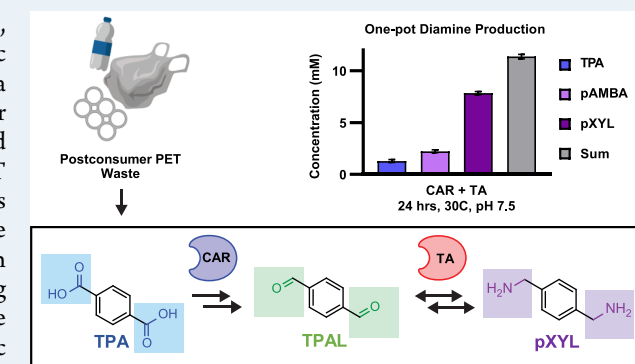 One-pot Diamine Production
Concentration (mM)
10
5
0
TPA
pAMBA
pXYL
Sum
CAR + TA
24 hrs, 30C, pH 7.5
Postconsumer PET
Waste
CAR
TA
O
HO
OH
O
TPA
O
O
TPAL
H2N
NH2
pXYL